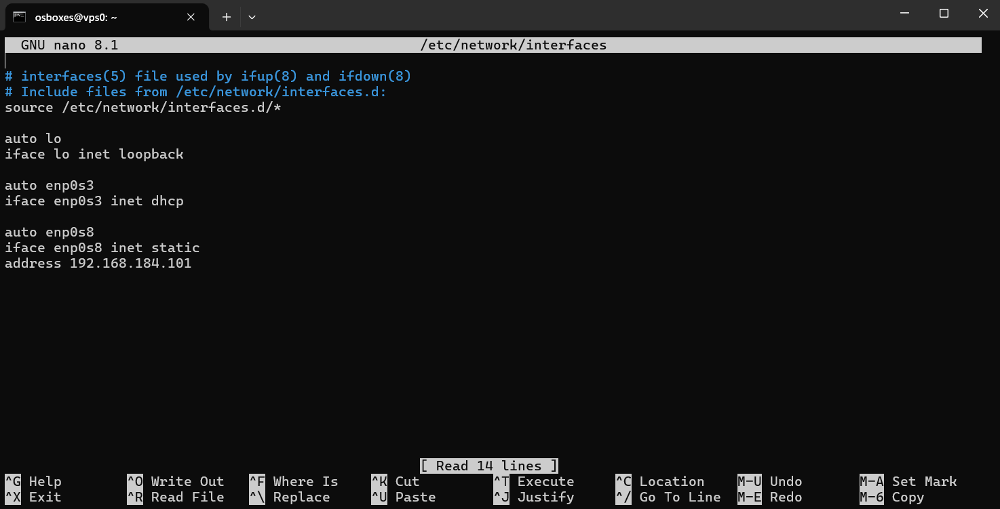 osboxes@vps0: ~
GNU nano 8.1 /etc/network/interfaces
# interfaces(5) file used by ifup(8) and ifdown(8)
# Include files from /etc/network/interfaces.d:
source /etc/network/interfaces.d/*
auto lo
iface lo inet loopback
auto enp0s3
iface enp0s3 inet dhcp
auto enp0s8
iface enp0s8 inet static
address 192.168.184.101
[ Read 14 lines ]
^G Help ^O Write Out ^F Where Is ^K Cut ^T Execute ^C Location M-U Undo M-A Set Mark
^X Exit ^R Read File ^\ Replace ^U Paste ^J Justify ^/ Go To Line M-E Redo M-6 Copy